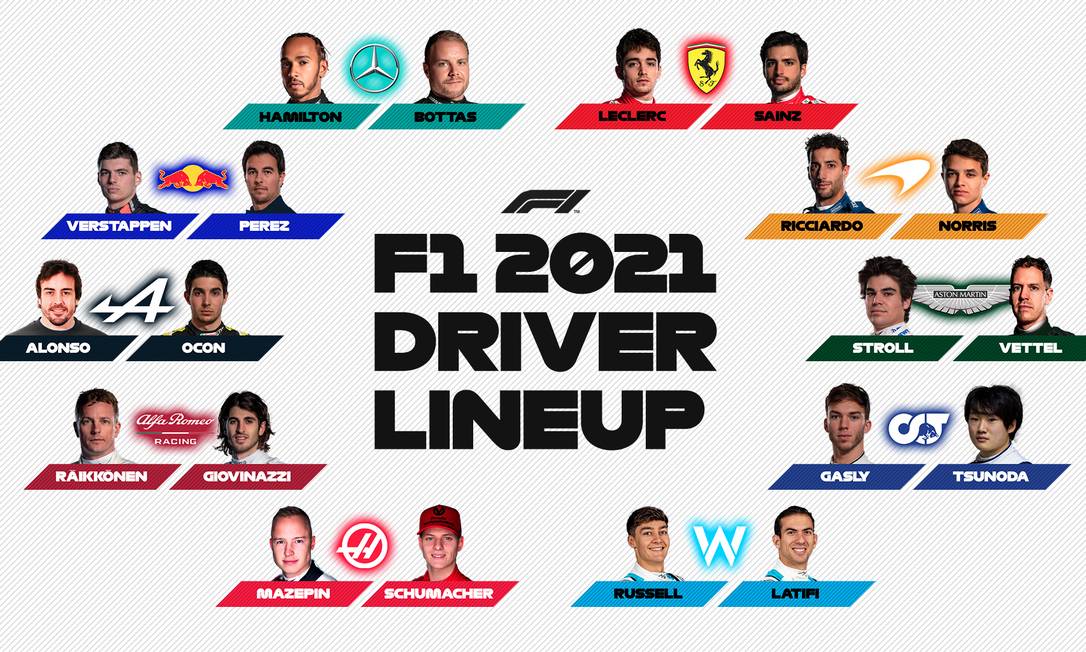 HAMILTON
BOTTAS
LECLERC
SAINZ
VERSTAPPEN
PEREZ
RICCIARDO
NORRIS
F1
F1 2021
DRIVER
LINEUP
ALONSO
OCON
ASTON MARTIN
STROLL
VETTEL
Alfa Romeo
RACING
RÄIKKÖNEN
GIOVINAZZI
GASLY
TSUNODA
MAZEPIN
SCHUMACHER
RUSSELL
LATIFI